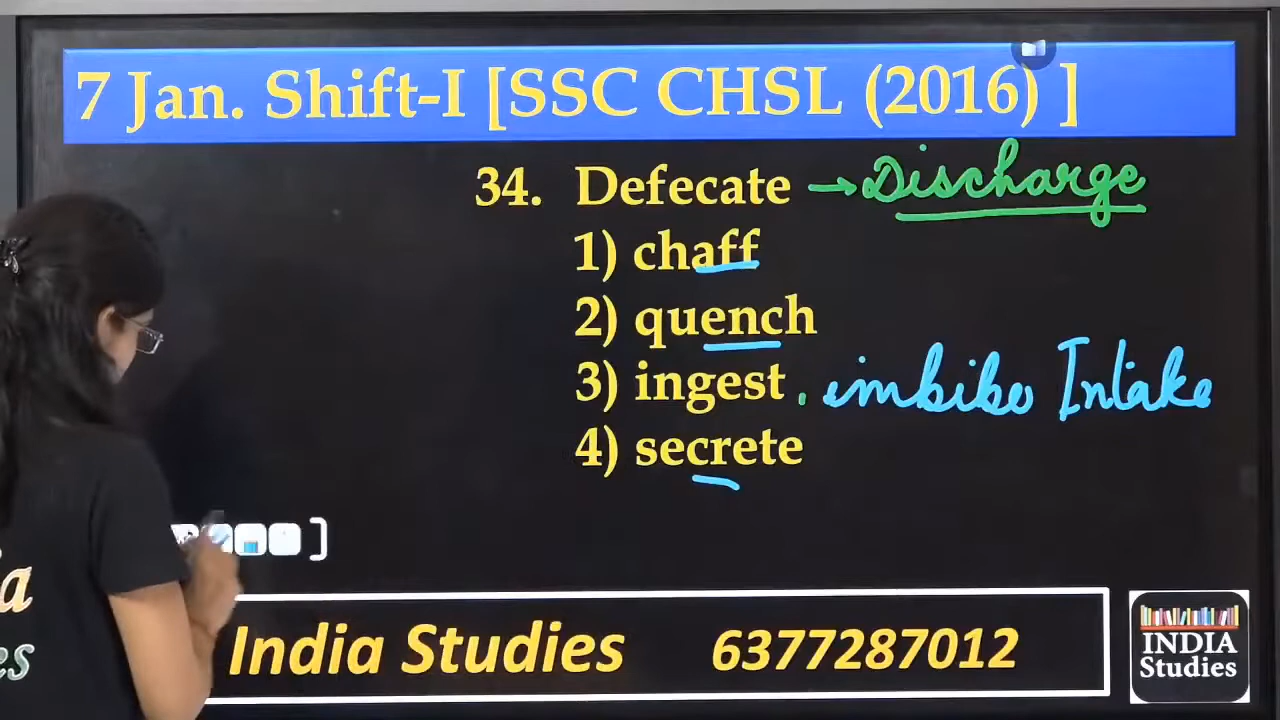 7 Jan. Shift-I [SSC CHSL (2016) ]
34. Defecate → Discharge
1) chaff
2) quench
3) ingest . imbibe Intake
4) secrete
]
India Studies 6377287012
INDIA
Studies
a
es